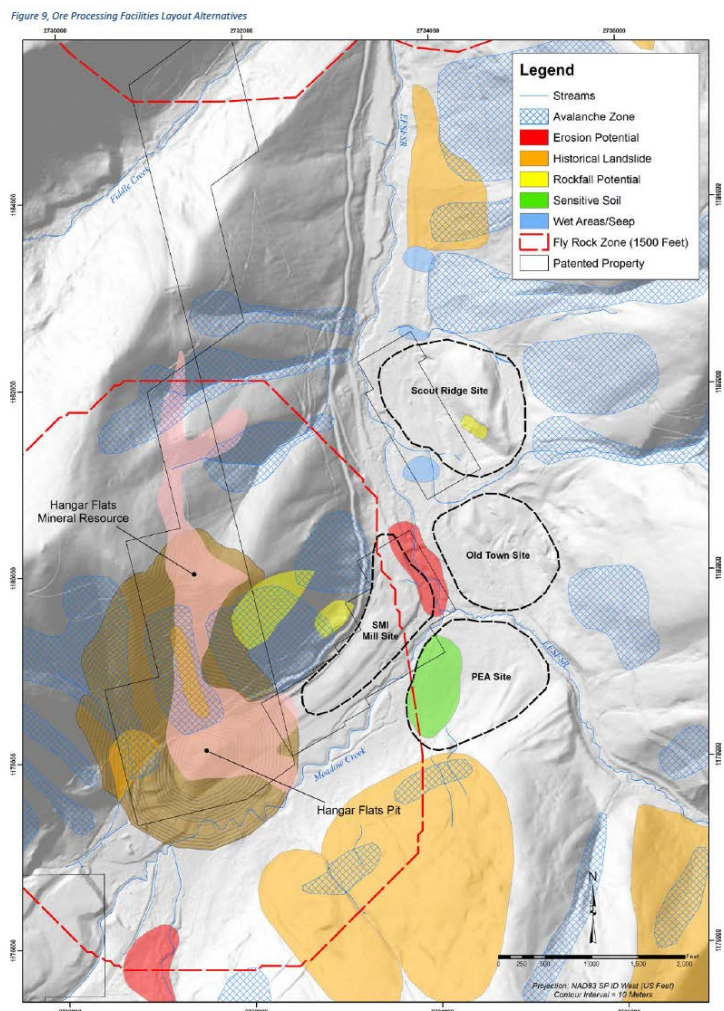 Figure 9, Ore Processing Facilities Layout Alternatives
2732000
2734000
2736000
Legend
Streams
Avalanche Zone
Erosion Potential
Historical Landslide
Rockfall Potential
Sensitive Soil
Wet Areas/Seep
Fly Rock Zone (1500 Feet)
Patented Property
Fiddle Creek
EFSFSR
Scout Ridge Site
Hangar Flats
Mineral Resource
Old Town Site
SMI
Mill Site
PEA Site
EFSFSR
Meadow Creek
Hangar Flats Pit
N
Feet
0 250 500 1,000 1,500 2,000
Projection: NAD83 SP ID West (US Feet)
Contour Interval = 10 Meters